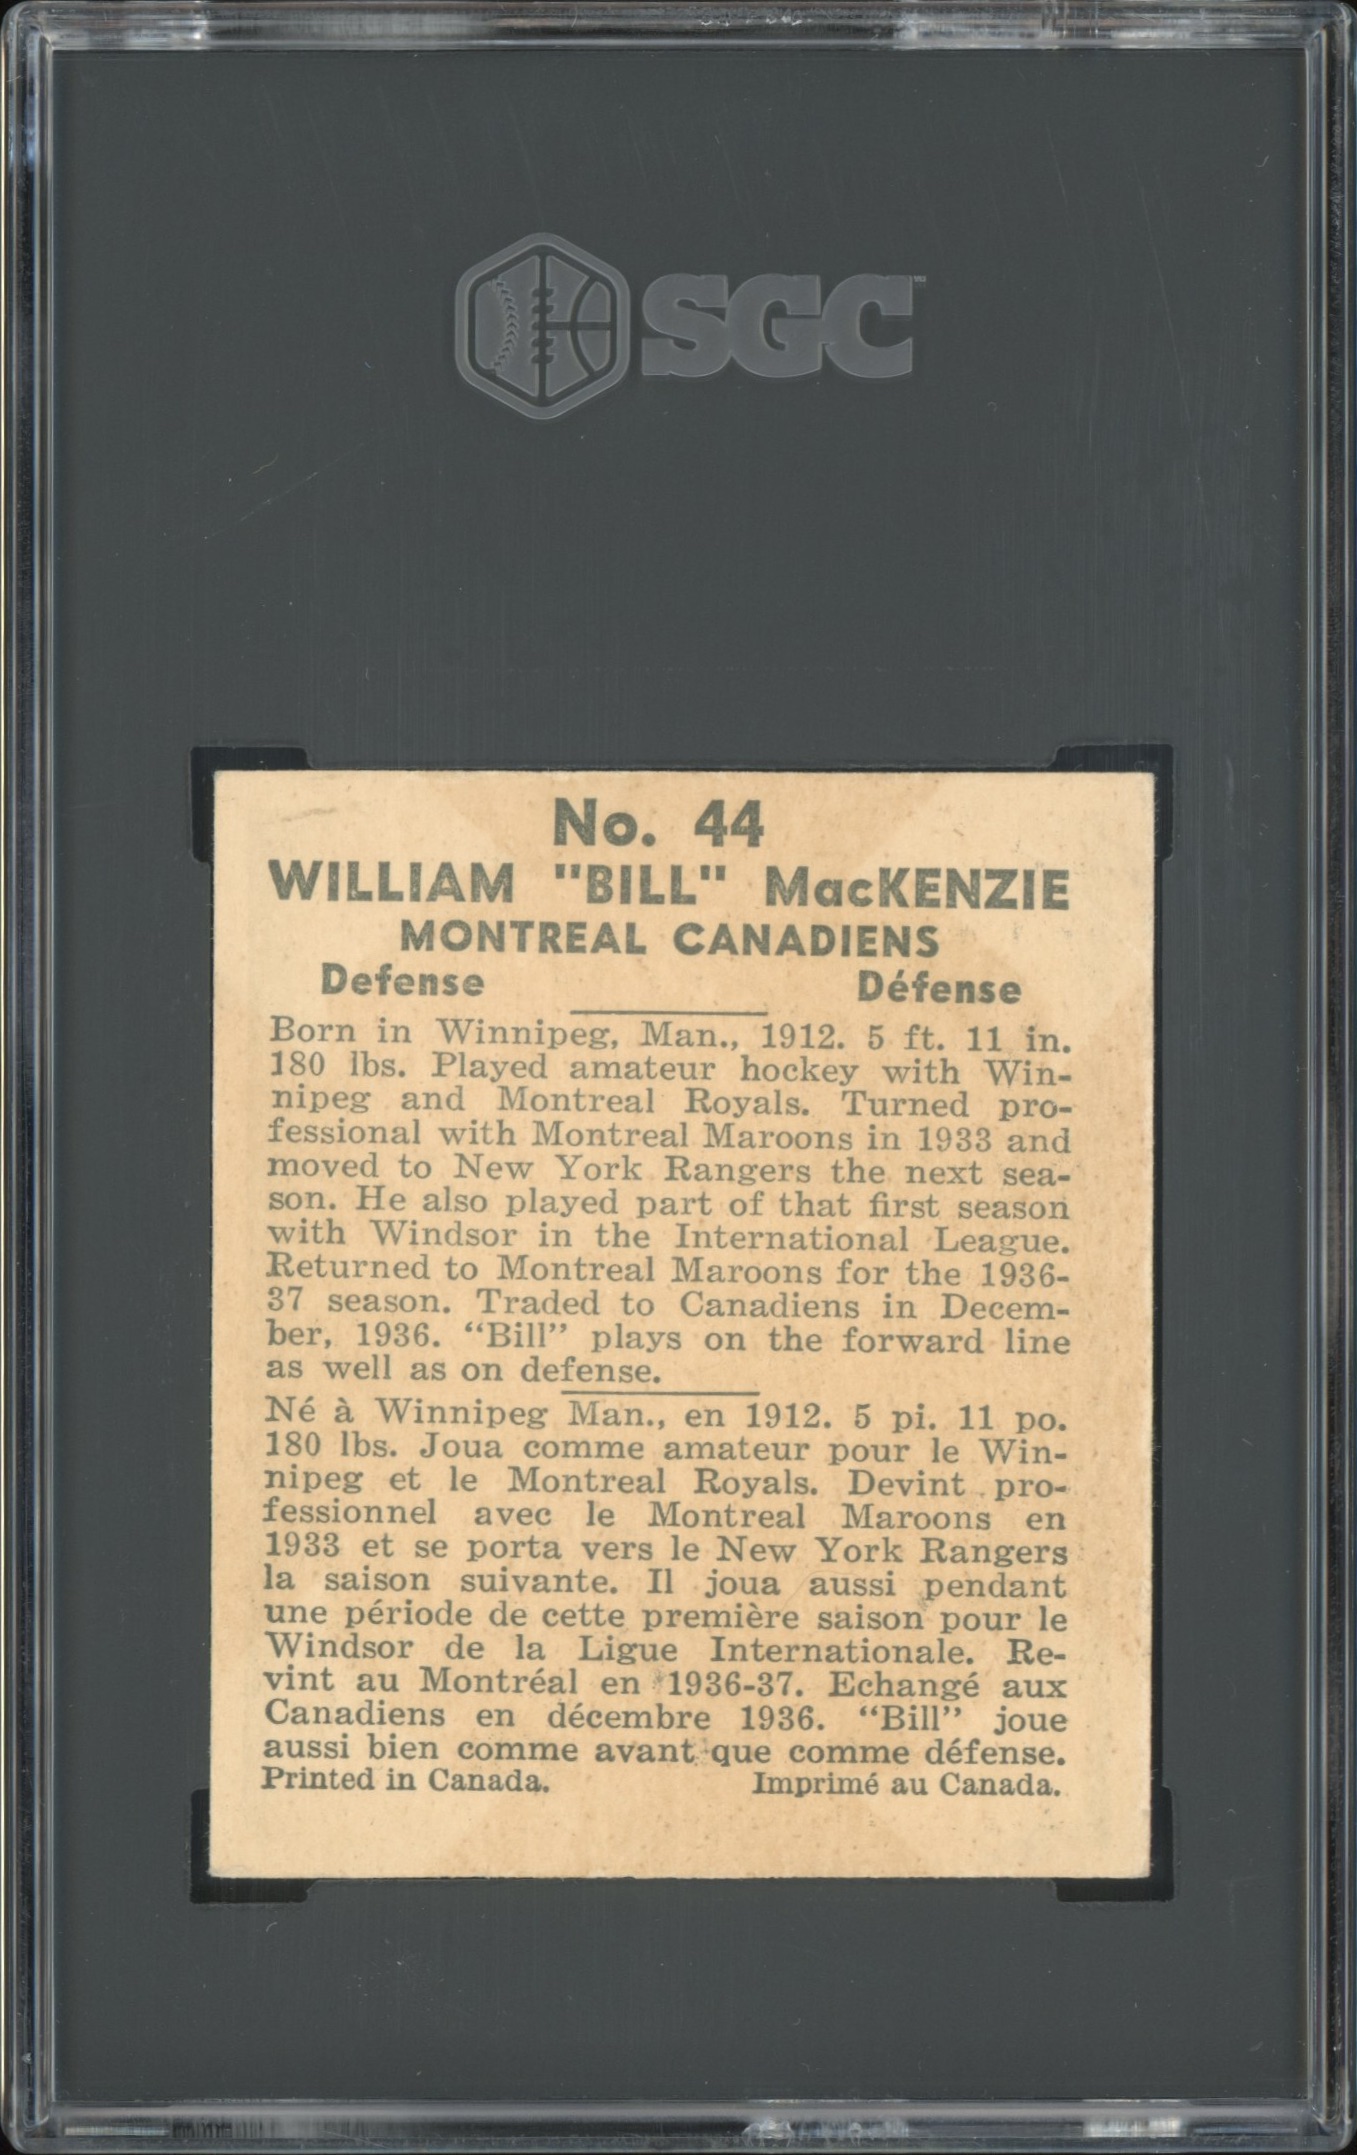 SGC
No. 44
WILLIAM "BILL" MacKENZIE
MONTREAL CANADIENS
Defense Défense
Born in Winnipeg, Man., 1912. 5 ft. 11 in.
180 lbs. Played amateur hockey with Win-
nipeg and Montreal Royals. Turned pro-
fessional with Montreal Maroons in 1933 and
moved to New York Rangers the next sea-
son. He also played part of that first season
with Windsor in the International League.
Returned to Montreal Maroons for the 1936-
37 season. Traded to Canadiens in Decem-
ber, 1936. “Bill” plays on the forward line
as well as on defense.
Né à Winnipeg Man., en 1912. 5 pi. 11 po.
180 lbs. Joua comme amateur pour le Win-
nipeg et le Montreal Royals. Devint pro-
fessionnel avec le Montreal Maroons en
1933 et se porta vers le New York Rangers
la saison suivante. Il joua aussi pendant
une période de cette première saison pour le
Windsor de la Ligue Internationale. Re-
vint au Montréal en 1936-37. Echangé aux
Canadiens en décembre 1936. “Bill” joue
aussi bien comme avant que comme défense.
Printed in Canada. Imprimé au Canada.